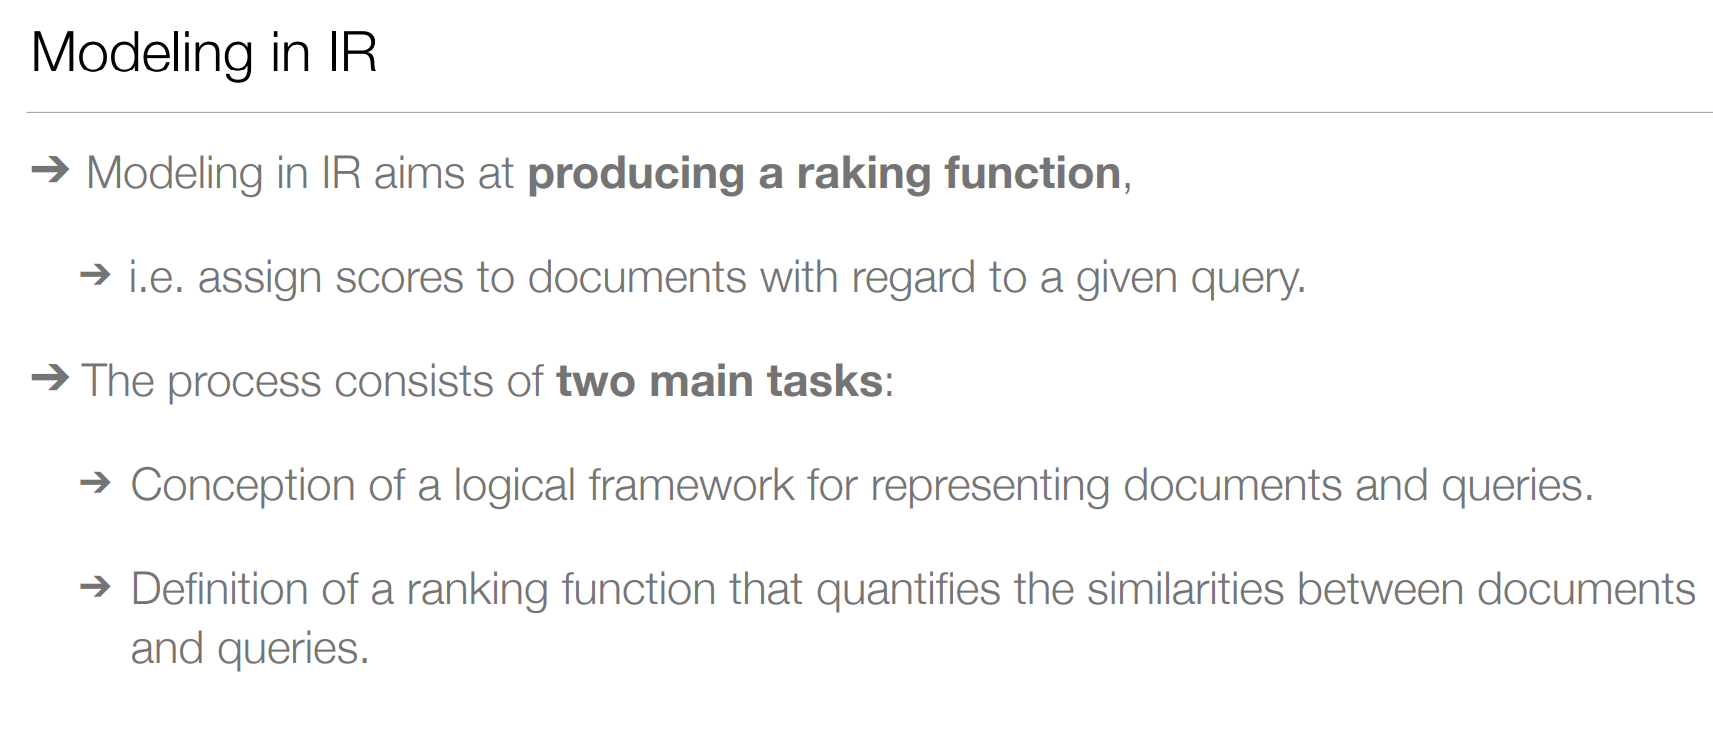 Modeling in IR
➔ Modeling in IR aims at producing a raking function,
➔ i.e. assign scores to documents with regard to a given query.
➔ The process consists of two main tasks:
➔ Conception of a logical framework for representing documents and queries.
➔ Definition of a ranking function that quantifies the similarities between documents
and queries.